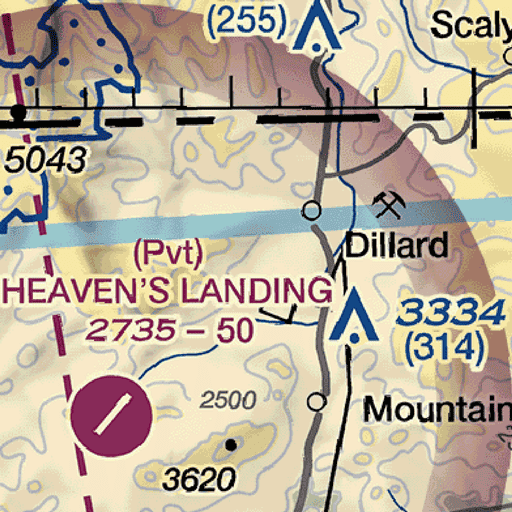 (255)
Scaly
5043
Dillard
(Pvt)
HEAVEN'S LANDING
2735 – 50
3334
(314)
2500
Mountain
3620